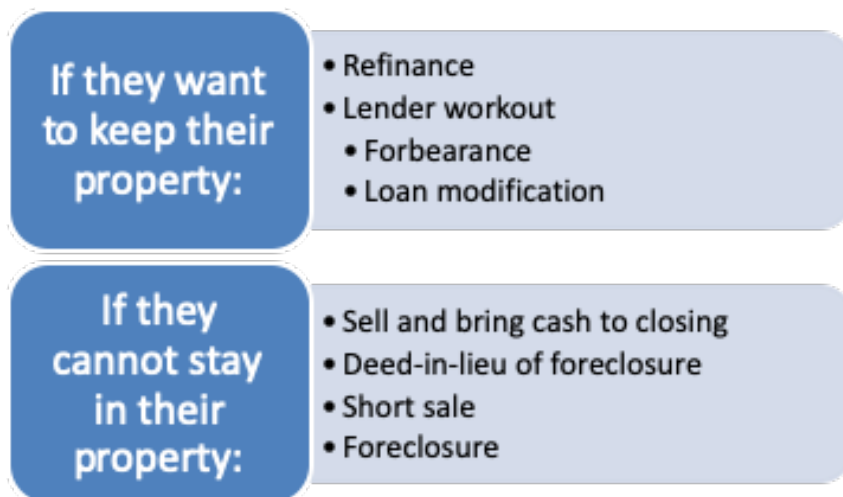 If they want
to keep their
property:
• Refinance
• Lender workout
• Forbearance
• Loan modification
If they
cannot stay
in their
property:
• Sell and bring cash to closing
• Deed-in-lieu of foreclosure
• Short sale
• Foreclosure